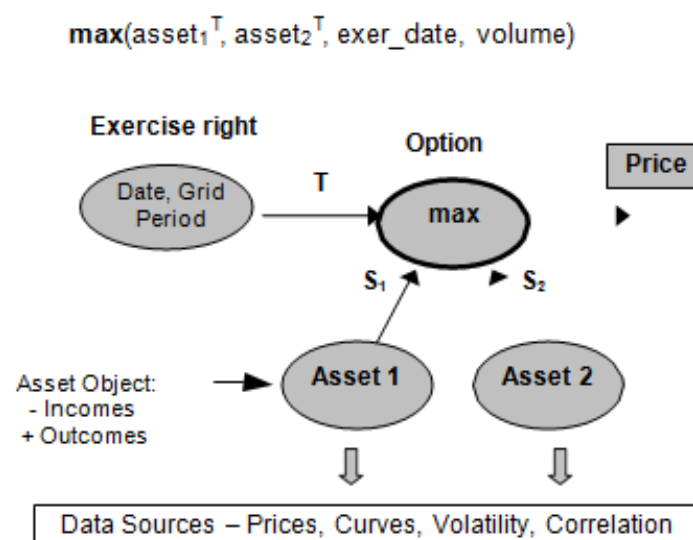 max(asset₁ᵀ, asset₂ᵀ, exer_date, volume)
Exercise right
Option
Price
Date, Grid
Period
T
max
S₁
S₂
Asset 1
Asset 2
Asset Object:
- Incomes
+ Outcomes
Data Sources – Prices, Curves, Volatility, Correlation